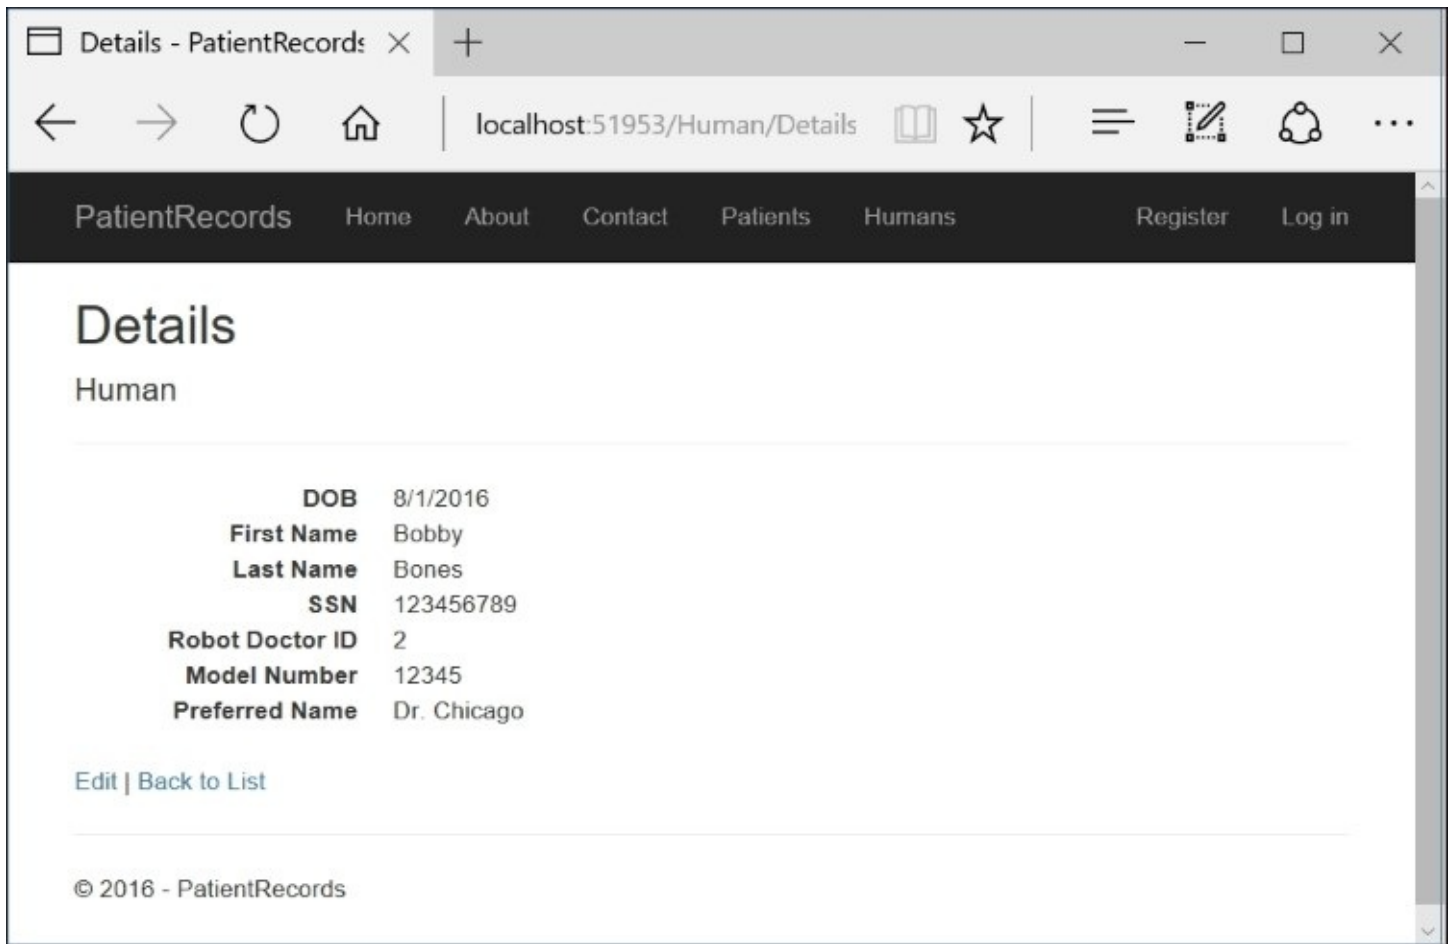 Details - PatientRecords
localhost:51953/Human/Details
PatientRecords Home About Contact Patients Humans Register Log in
Details
Human
DOB 8/1/2016
First Name Bobby
Last Name Bones
SSN 123456789
Robot Doctor ID 2
Model Number 12345
Preferred Name Dr. Chicago
Edit | Back to List
© 2016 - PatientRecords